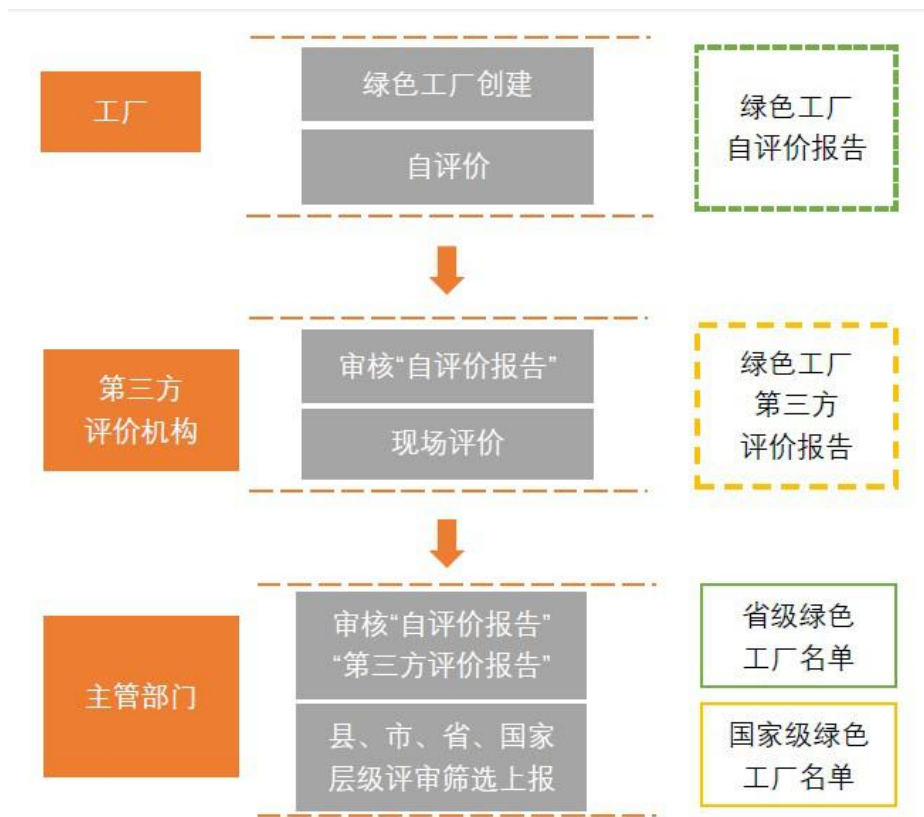 工厂
绿色工厂创建
自评价
绿色工厂
自评价报告
第三方
评价机构
审核“自评价报告”
现场评价
绿色工厂
第三方
评价报告
主管部门
审核“自评价报告”
“第三方评价报告”
县、市、省、国家
层级评审筛选上报
省级绿色
工厂名单
国家级绿色
工厂名单